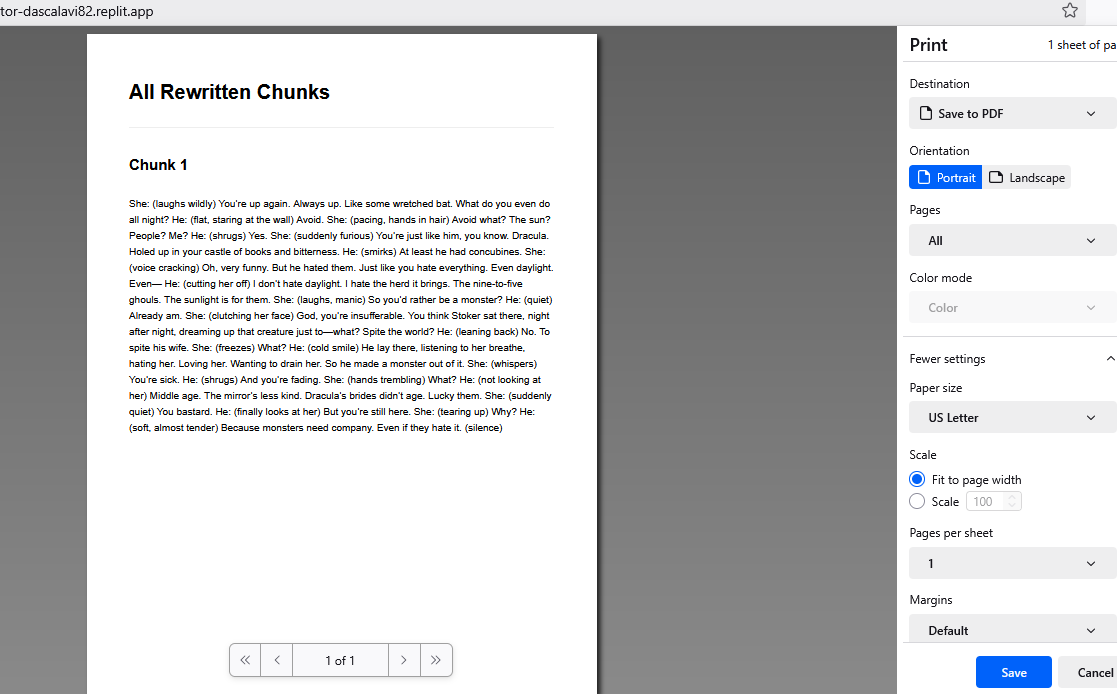 tor-dascalavi82.replit.app
All Rewritten Chunks
Chunk 1
She: (laughs wildly) You're up again. Always up. Like some wretched bat. What do you even do
all night? He: (flat, staring at the wall) Avoid. She: (pacing, hands in hair) Avoid what? The sun?
People? Me? He: (shrugs) Yes. She: (suddenly furious) You're just like him, you know. Dracula.
Holed up in your castle of books and bitterness. He: (smirks) At least he had concubines. She:
(voice cracking) Oh, very funny. But he hated them. Just like you hate everything. Even daylight.
Even— He: (cutting her off) I don't hate daylight. I hate the herd it brings. The nine-to-five
ghouls. The sunlight is for them. She: (laughs, manic) So you'd rather be a monster? He: (quiet)
Already am. She: (clutching her face) God, you're insufferable. You think Stoker sat there, night
after night, dreaming up that creature just to—what? Spite the world? He: (leaning back) No. To
spite his wife. She: (freezes) What? He: (cold smile) He lay there, listening to her breathe,
hating her. Loving her. Wanting to drain her. So he made a monster out of it. She: (whispers)
You're sick. He: (shrugs) And you're fading. She: (hands trembling) What? He: (not looking at
her) Middle age. The mirror's less kind. Dracula's brides didn't age. Lucky them. She: (suddenly
quiet) You bastard. He: (finally looks at her) But you're still here. She: (tearing up) Why? He:
(soft, almost tender) Because monsters need company. Even if they hate it. (silence)
1 of 1
Print
1 sheet of pa
Destination
Save to PDF
Orientation
Portrait
Landscape
Pages
All
Color mode
Color
Fewer settings
Paper size
US Letter
Scale
Fit to page width
Scale
100
Pages per sheet
1
Margins
Default
Save
Cancel